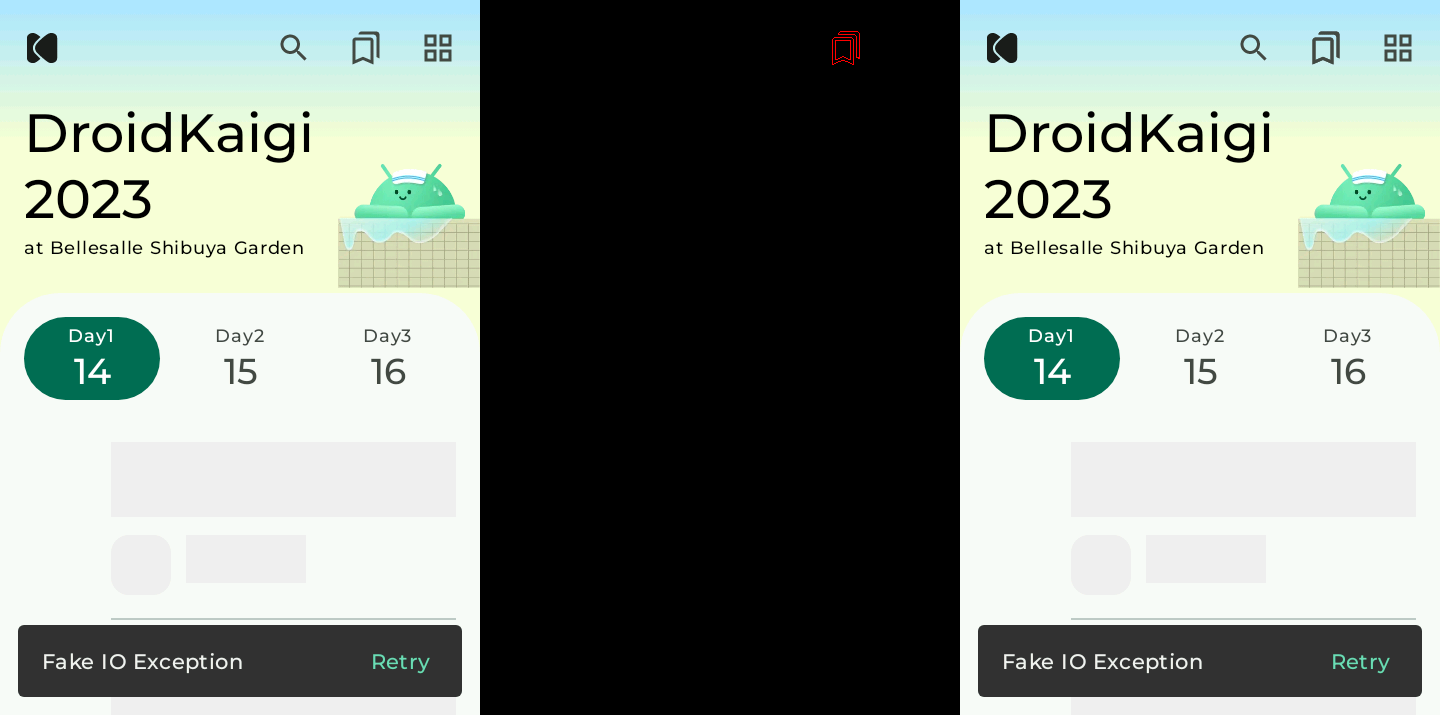 DroidKaigi
2023
at Bellesalle Shibuya Garden
Day1 Day2 Day3
14 15 16
Fake IO Exception Retry
DroidKaigi
2023
at Bellesalle Shibuya Garden
Day1 Day2 Day3
14 15 16
Fake IO Exception Retry